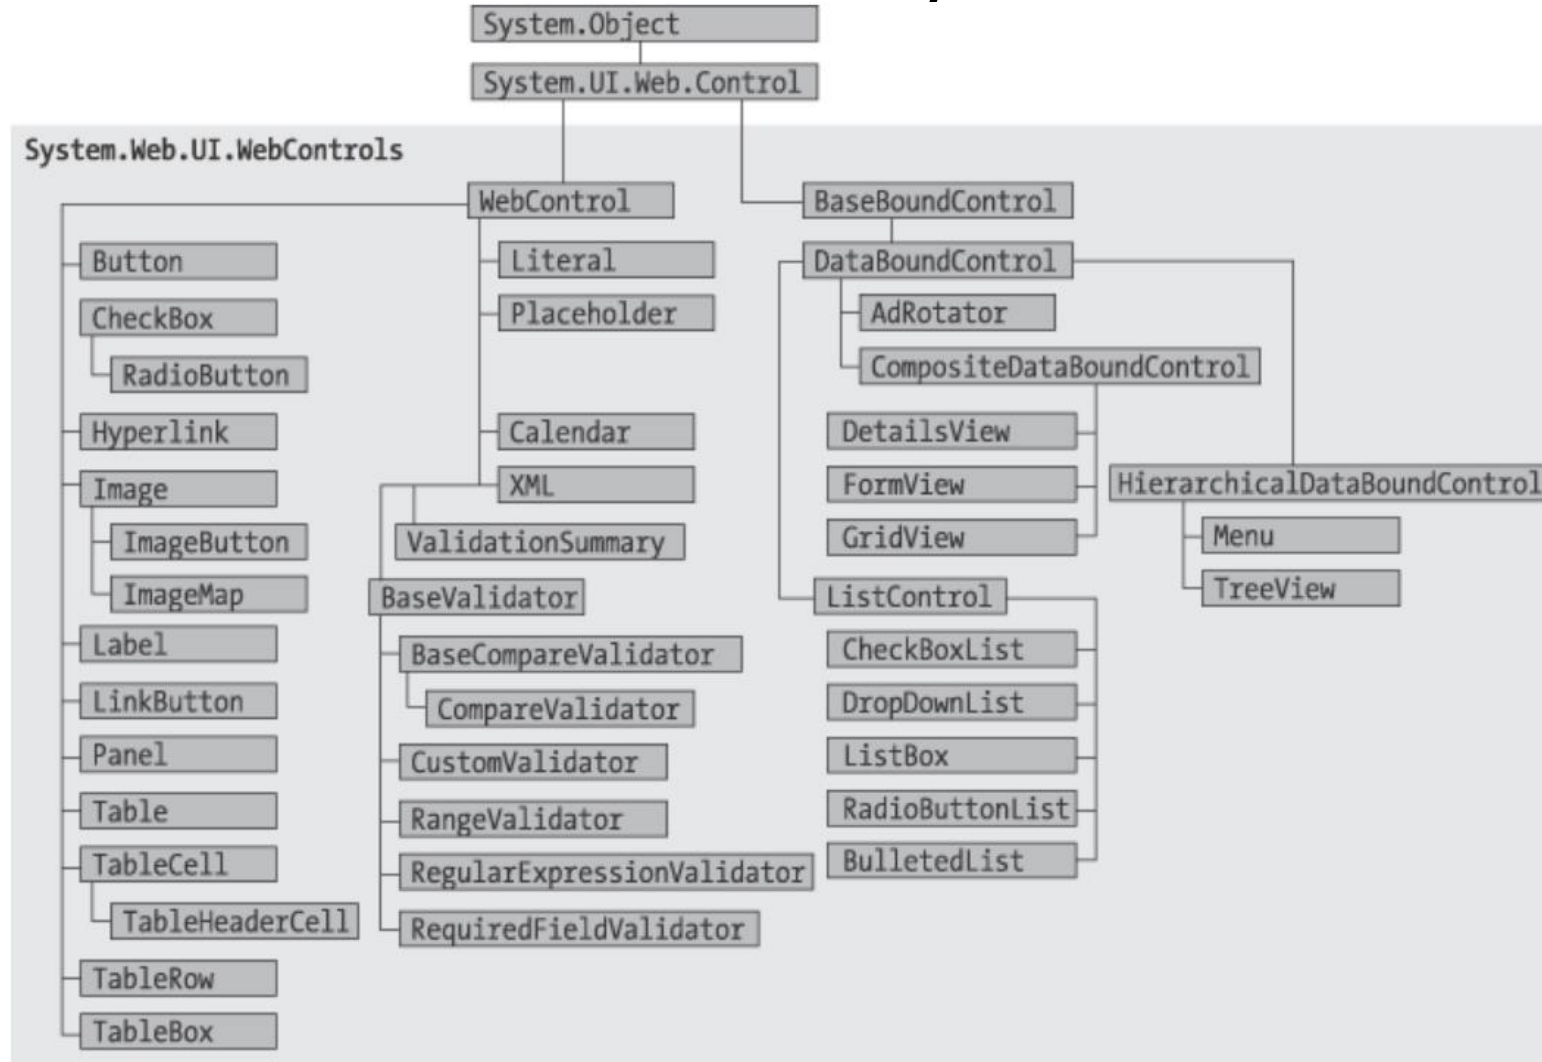 System.Object
System.UI.Web.Control
System.Web.UI.WebControls
WebControl
Button
CheckBox
RadioButton
Hyperlink
Image
ImageButton
ImageMap
Label
LinkButton
Panel
Table
TableCell
TableHeaderCell
TableRow
TableBox
Literal
Placeholder
Calendar
XML
ValidationSummary
BaseValidator
BaseCompareValidator
CompareValidator
CustomValidator
RangeValidator
RegularExpressionValidator
RequiredFieldValidator
BaseBoundControl
DataBoundControl
AdRotator
CompositeDataBoundControl
DetailsView
FormView
GridView
ListControl
CheckBoxList
DropDownList
ListBox
RadioButtonList
BulletedList
HierarchicalDataBoundControl
Menu
TreeView